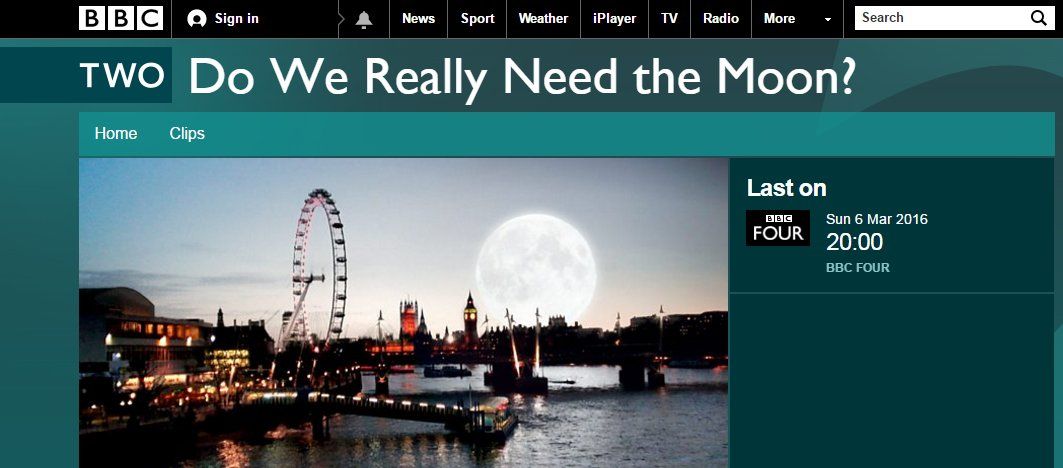 BBC Sign in News Sport Weather iPlayer TV Radio More Search
TWO Do We Really Need the Moon?
Home Clips
Last on
BBC FOUR
Sun 6 Mar 2016
20:00
BBC FOUR